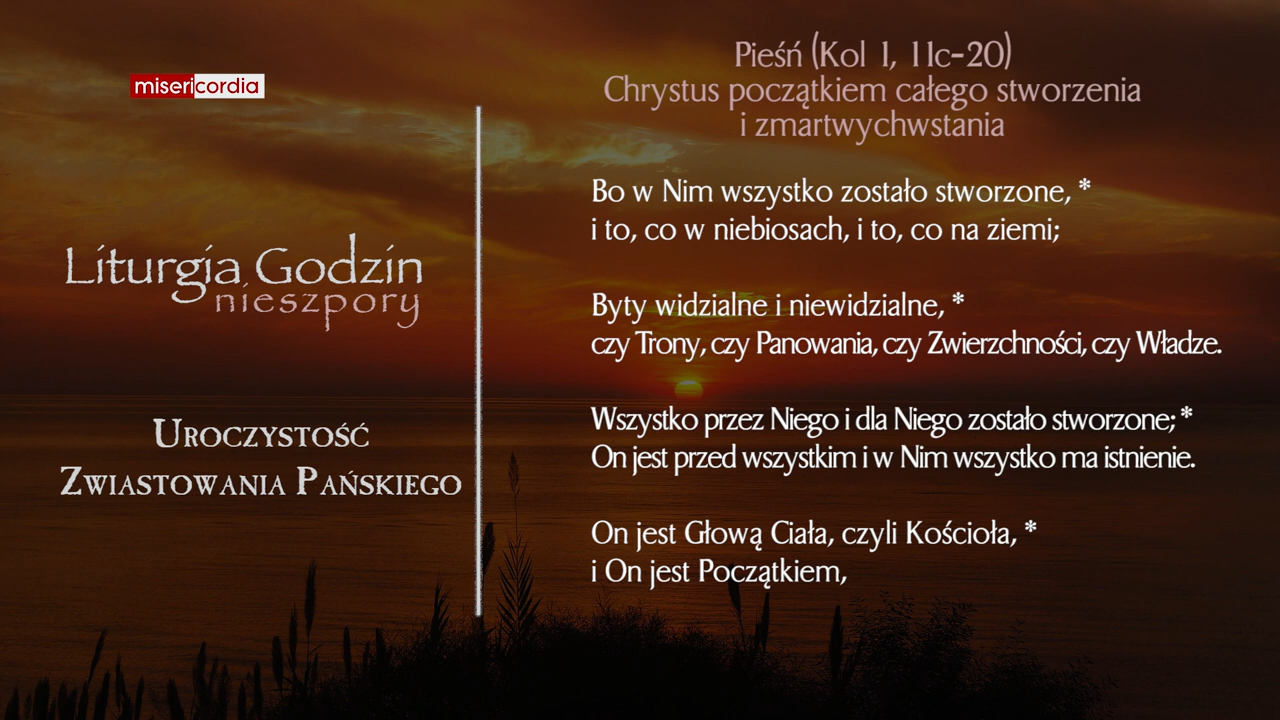 misericordia
Liturgia Godzin
nieszpory
Uroczystość
Zwiastowania Pańskiego
Pieśń (Kol 1, 11c-20)
Chrystus początkiem całego stworzenia
i zmartwychwstania
Bo w Nim wszystko zostało stworzone, *
i to, co w niebiosach, i to, co na ziemi;
Byty widzialne i niewidzialne, *
czy Trony, czy Panowania, czy Zwierzchności, czy Władze.
Wszystko przez Niego i dla Niego zostało stworzone; *
On jest przed wszystkim i w Nim wszystko ma istnienie.
On jest Głową Ciała, czyli Kościoła, *
i On jest Początkiem,